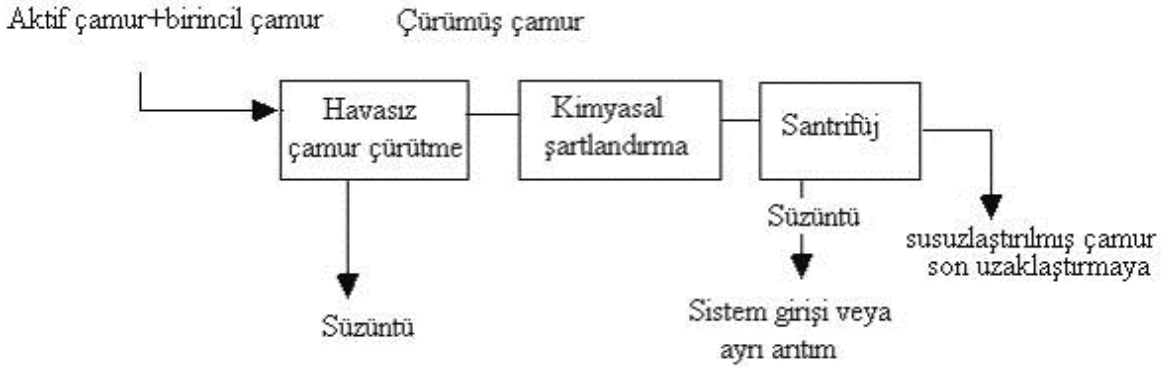 Aktif çamur+birincil çamur
Çürümüş çamur
Havasız
çamur çürütme
Kimyasal
şartlandırma
Santrifüj
Süzüntü
Süzüntü
susuzlaştırılmış çamur
son uzaklaştırmaya
Sistem girişi veya
ayrı arıtım